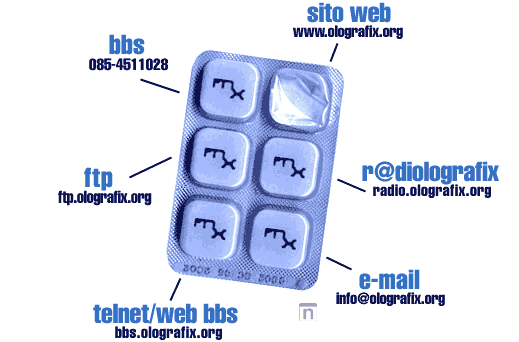 sito web
www.olografix.org
bbs
085-4511028
ftp
ftp.olografix.org
r@diolografix
radio.olografix.org
e-mail
info@olografix.org
telnet/web bbs
bbs.olografix.org
n